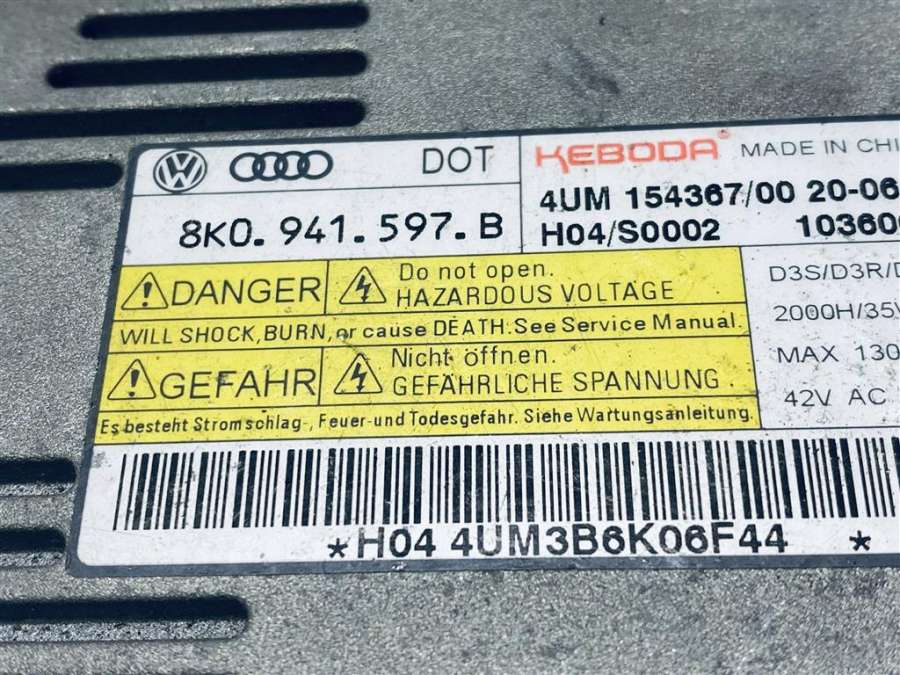 DOT
KEBODA MADE IN CHI
8K0.941.597.B
4UM 154367/00 20-06
H04/S0002 10360
DANGER
Do not open.
HAZARDOUS VOLTAGE
WILL SHOCK, BURN, or cause DEATH. See Service Manual.
GEFAHR
Nicht öffnen.
GEFÄHRLICHE SPANNUNG.
Es besteht Stromschlag-, Feuer-und Todesgefahr. Siehe Wartungsanleitung.
D3S/D3R/D
2000H/35V
MAX 130
42V AC
*H04 4UM3B6K06F44 *